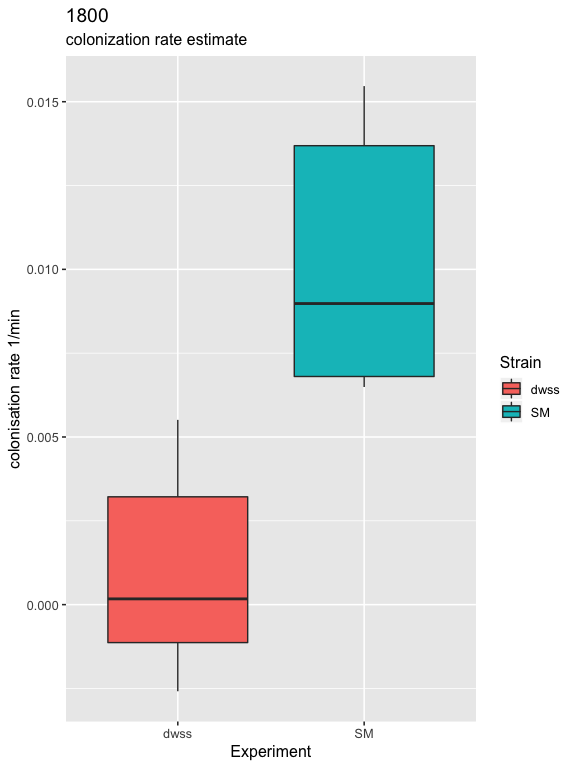 1800
colonization rate estimate
colonisation rate 1/min
0.015
0.010
0.005
0.000
dwss
SM
Experiment
Strain
dwss
SM